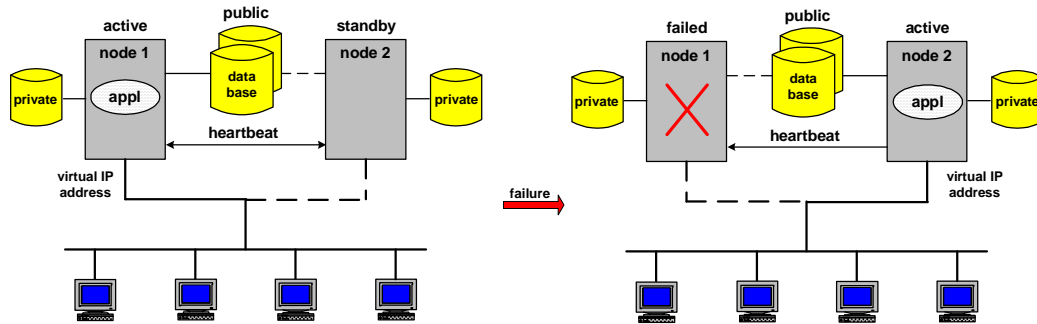 active
public
standby
node 1
node 2
data
base
private
appl
private
heartbeat
virtual IP
address
failure
failed
public
active
node 1
node 2
data
base
private
appl
private
heartbeat
virtual IP
address